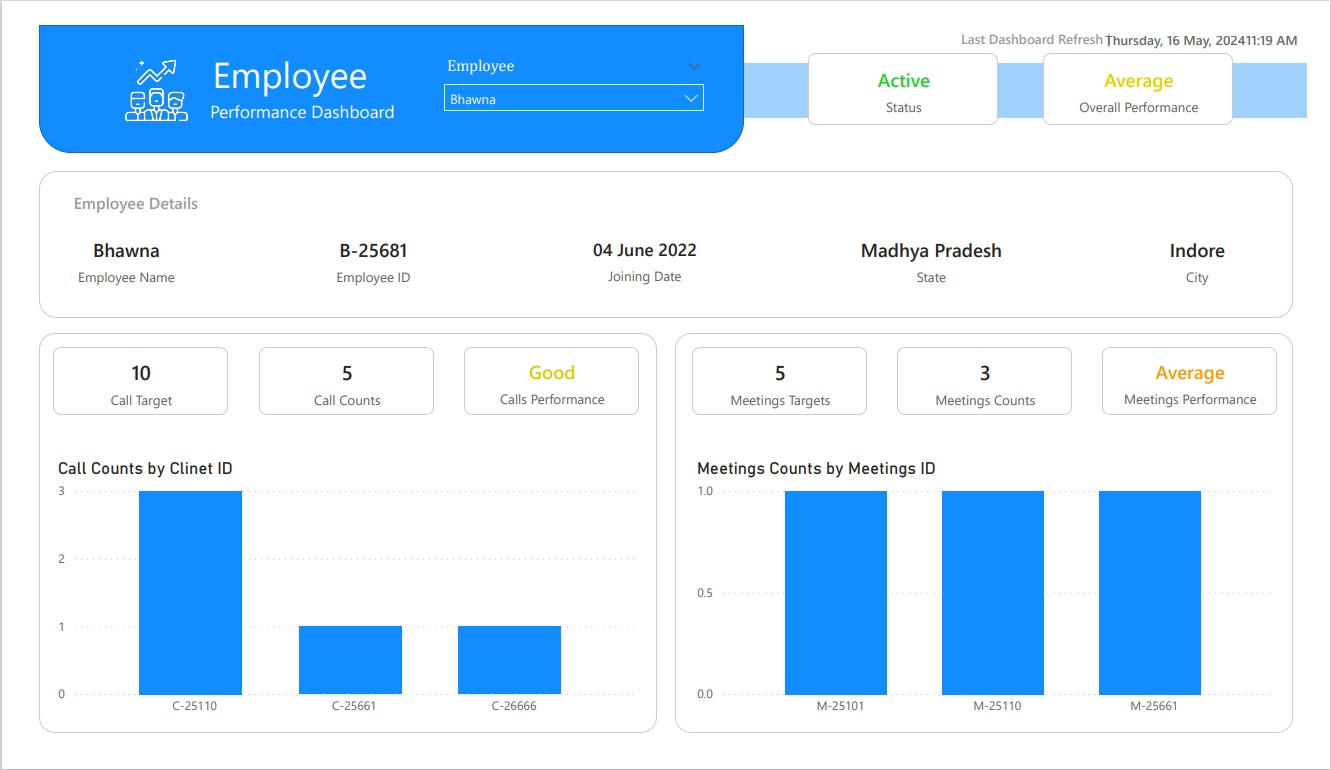 Last Dashboard Refresh Thursday, 16 May, 202411:19 AM
Employee
Performance Dashboard
Employee
Bhawna
Active
Status
Average
Overall Performance
Employee Details
Bhawna
Employee Name
B-25681
Employee ID
04 June 2022
Joining Date
Madhya Pradesh
State
Indore
City
10
Call Target
5
Call Counts
Good
Calls Performance
5
Meetings Targets
3
Meetings Counts
Average
Meetings Performance
Call Counts by Clinet ID
3
2
1
0
C-25110
C-25661
C-26666
Meetings Counts by Meetings ID
1.0
0.5
0.0
M-25101
M-25110
M-25661